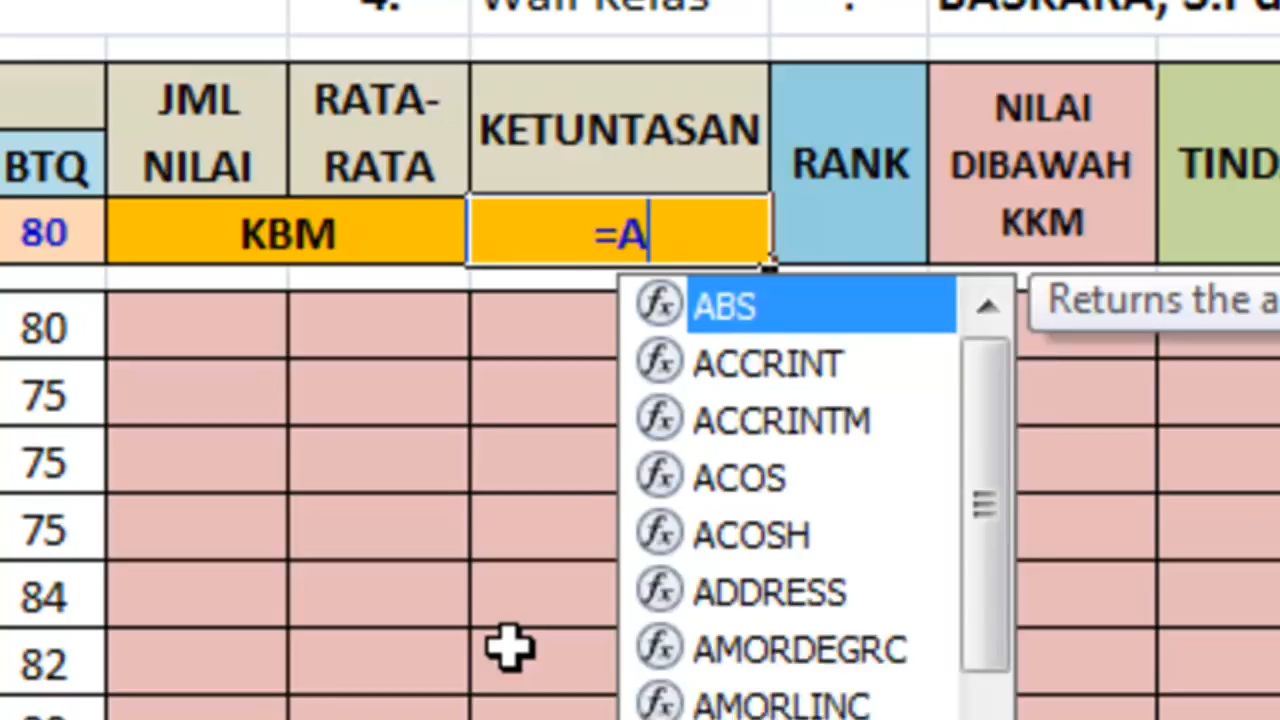 4. Wali Kelas : BASKARA, S.Pd
JML NILAI
RATA-RATA
KETUNTASAN
RANK
NILAI DIBAWAH KKM
TIND
BTQ
80
KBM
=A
ABS
Returns the a
ACCRINT
ACCRINTM
ACOS
ACOSH
ADDRESS
AMORDEGRC
AMORLINC
80
75
75
75
84
82